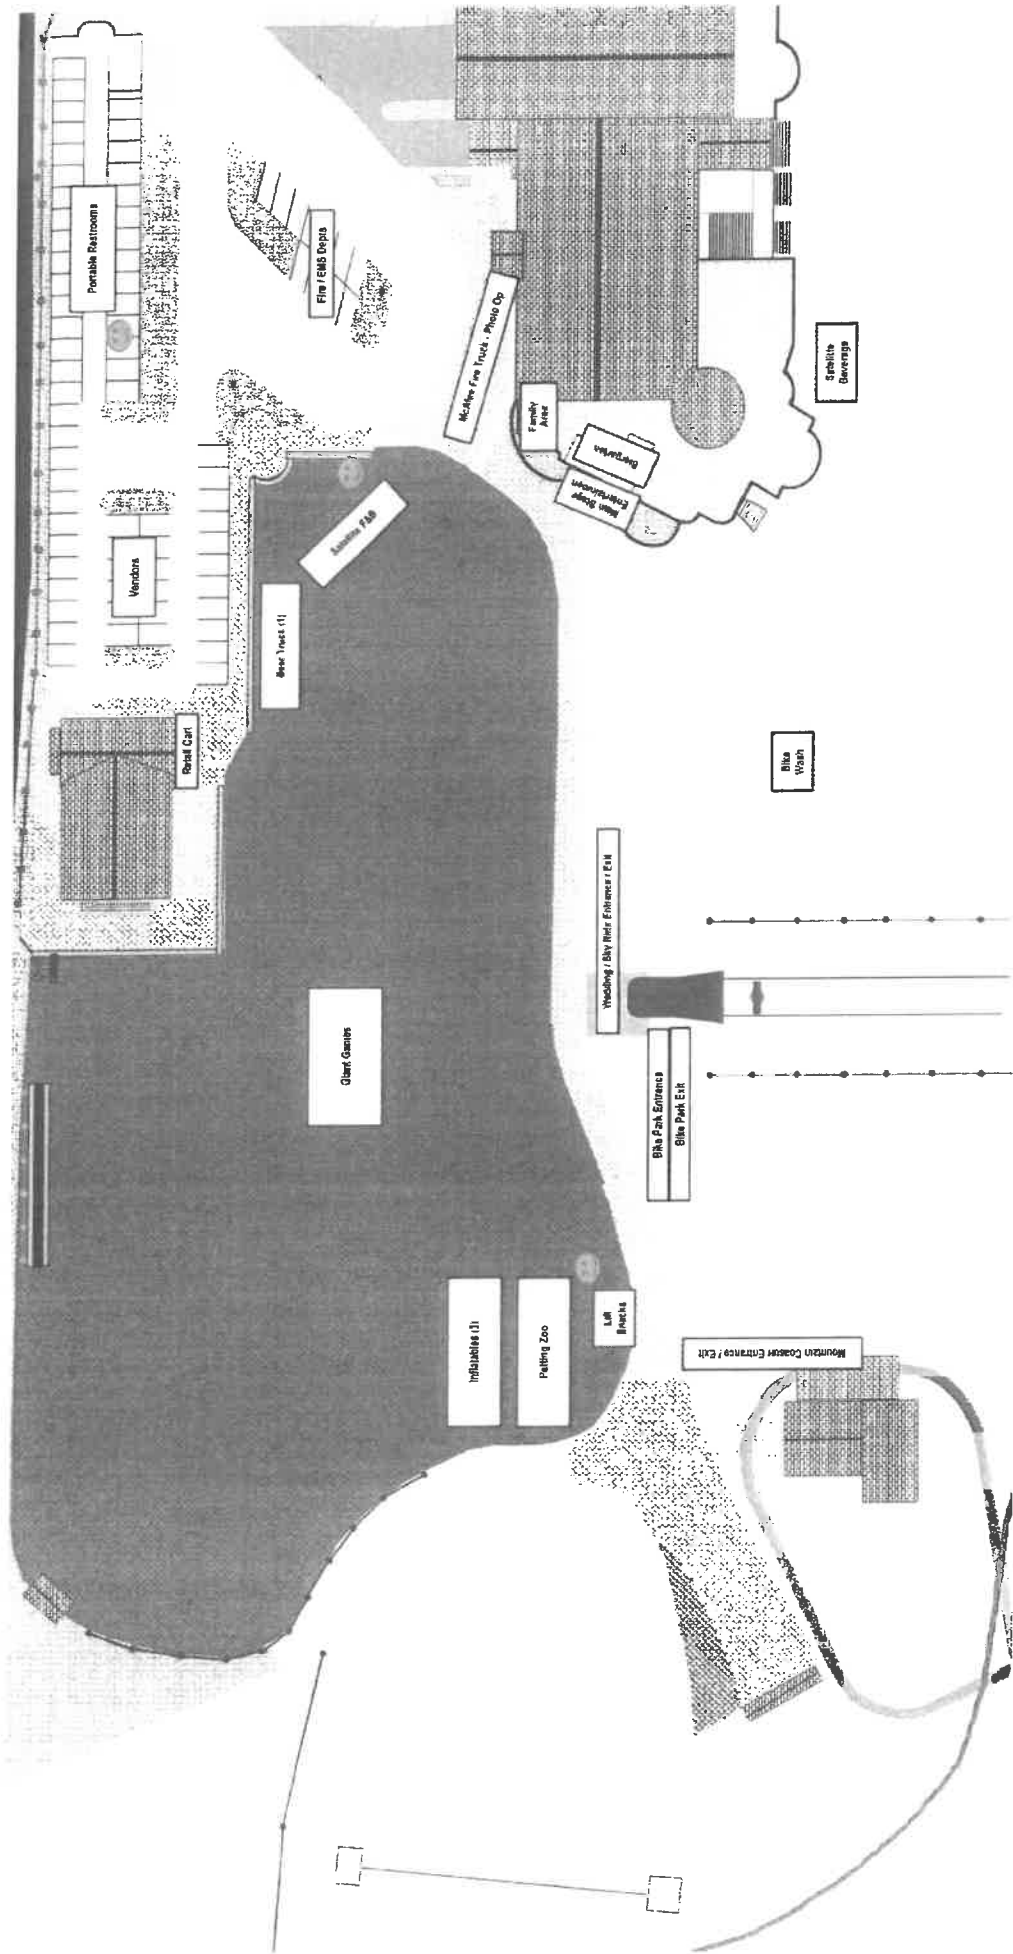 Portable Restrooms
Fire / EMS Depts
McAfee Fire Truck - Photo Op
Family
Area
Biergarten
Main Stage
Entertainment
Satellite
Beverage
Vendors
Satellite F&B
Beer Truck (1)
Retail Cart
Bike
Wash
Wedding / Sky Ride Entrance / Exit
Giant Games
Bike Park Entrance
Bike Park Exit
Inflatables (3)
Petting Zoo
Lift
Snacks
Mountain Coaster Entrance / Exit